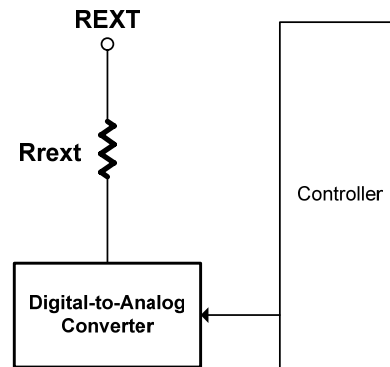 REXT
Rrext
Controller
Digital-to-Analog
Converter